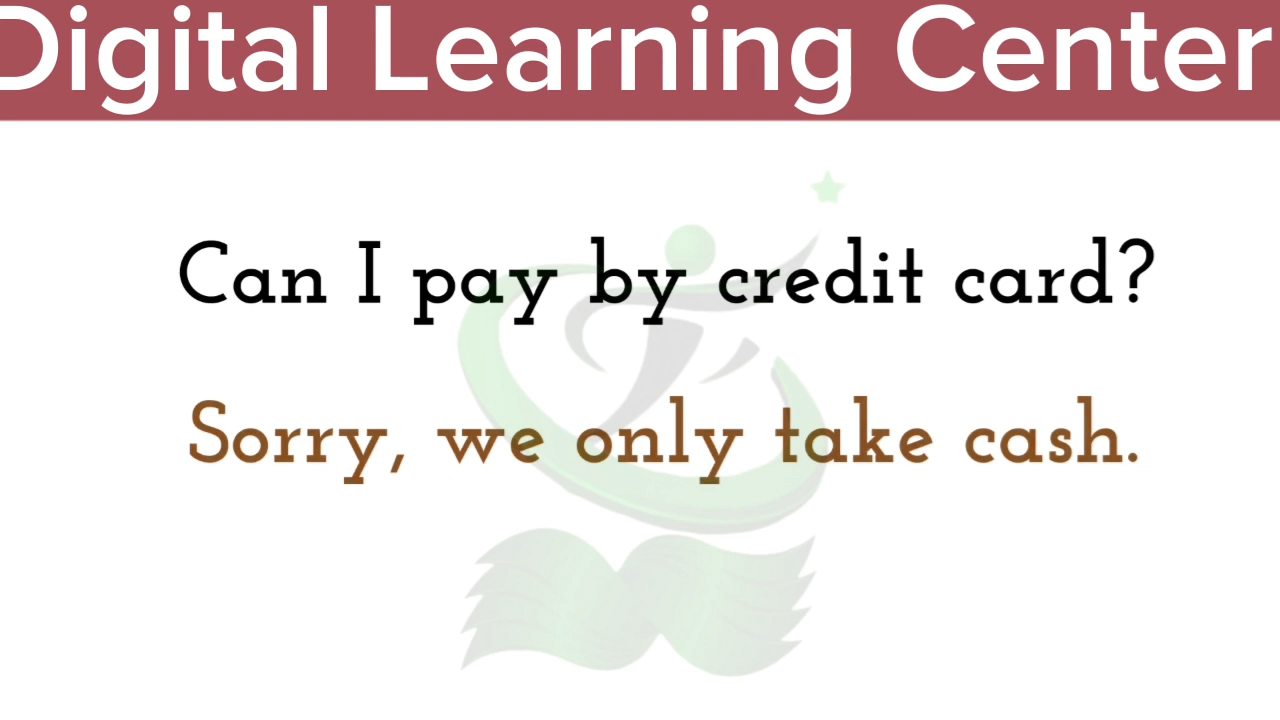 Digital Learning Center
Can I pay by credit card?
Sorry, we only take cash.